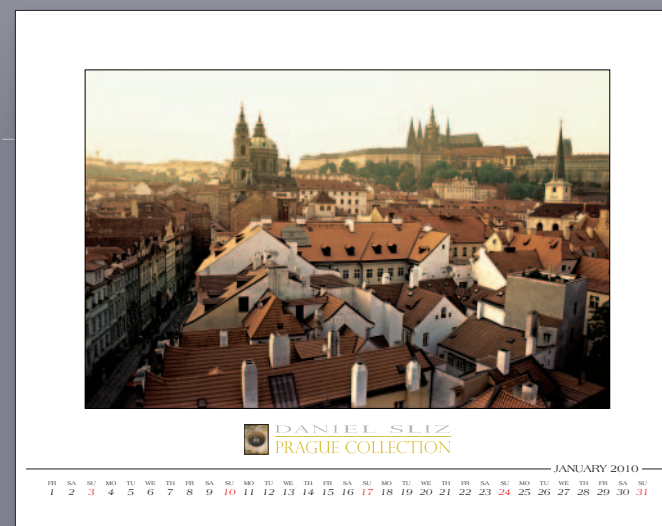 DANIEL SLIZ
PRAGUE COLLECTION
JANUARY 2010
FR SA SU MO TU WE TH FR SA SU MO TU WE TH FR SA SU MO TU WE TH FR SA SU MO TU WE TH FR SA SU
1 2 3 4 5 6 7 8 9 10 11 12 13 14 15 16 17 18 19 20 21 22 23 24 25 26 27 28 29 30 31